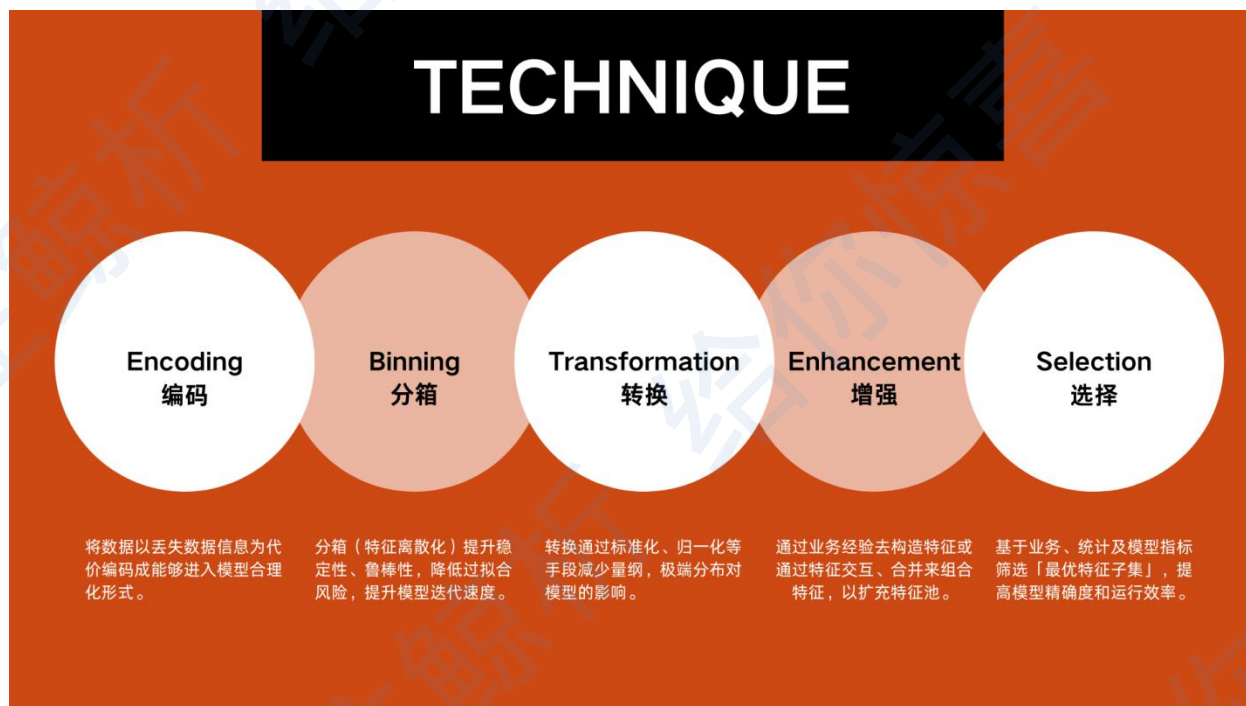 TECHNIQUE
Encoding
编码
Binning
分箱
Transformation
转换
Enhancement
增强
Selection
选择
将数据以丢失数据信息为代
价编码成能够进入模型合理
化形式。
分箱（特征离散化）提升稳
定性、鲁棒性，降低过拟合
风险，提升模型迭代速度。
转换通过标准化、归一化等
手段减少量纲，极端分布对
模型的影响。
通过业务经验去构造特征或
通过特征交互、合并来组合
特征，以扩充特征池。
基于业务、统计及模型指标
筛选「最优特征子集」，提
高模型精确度和运行效率。
给你惊喜